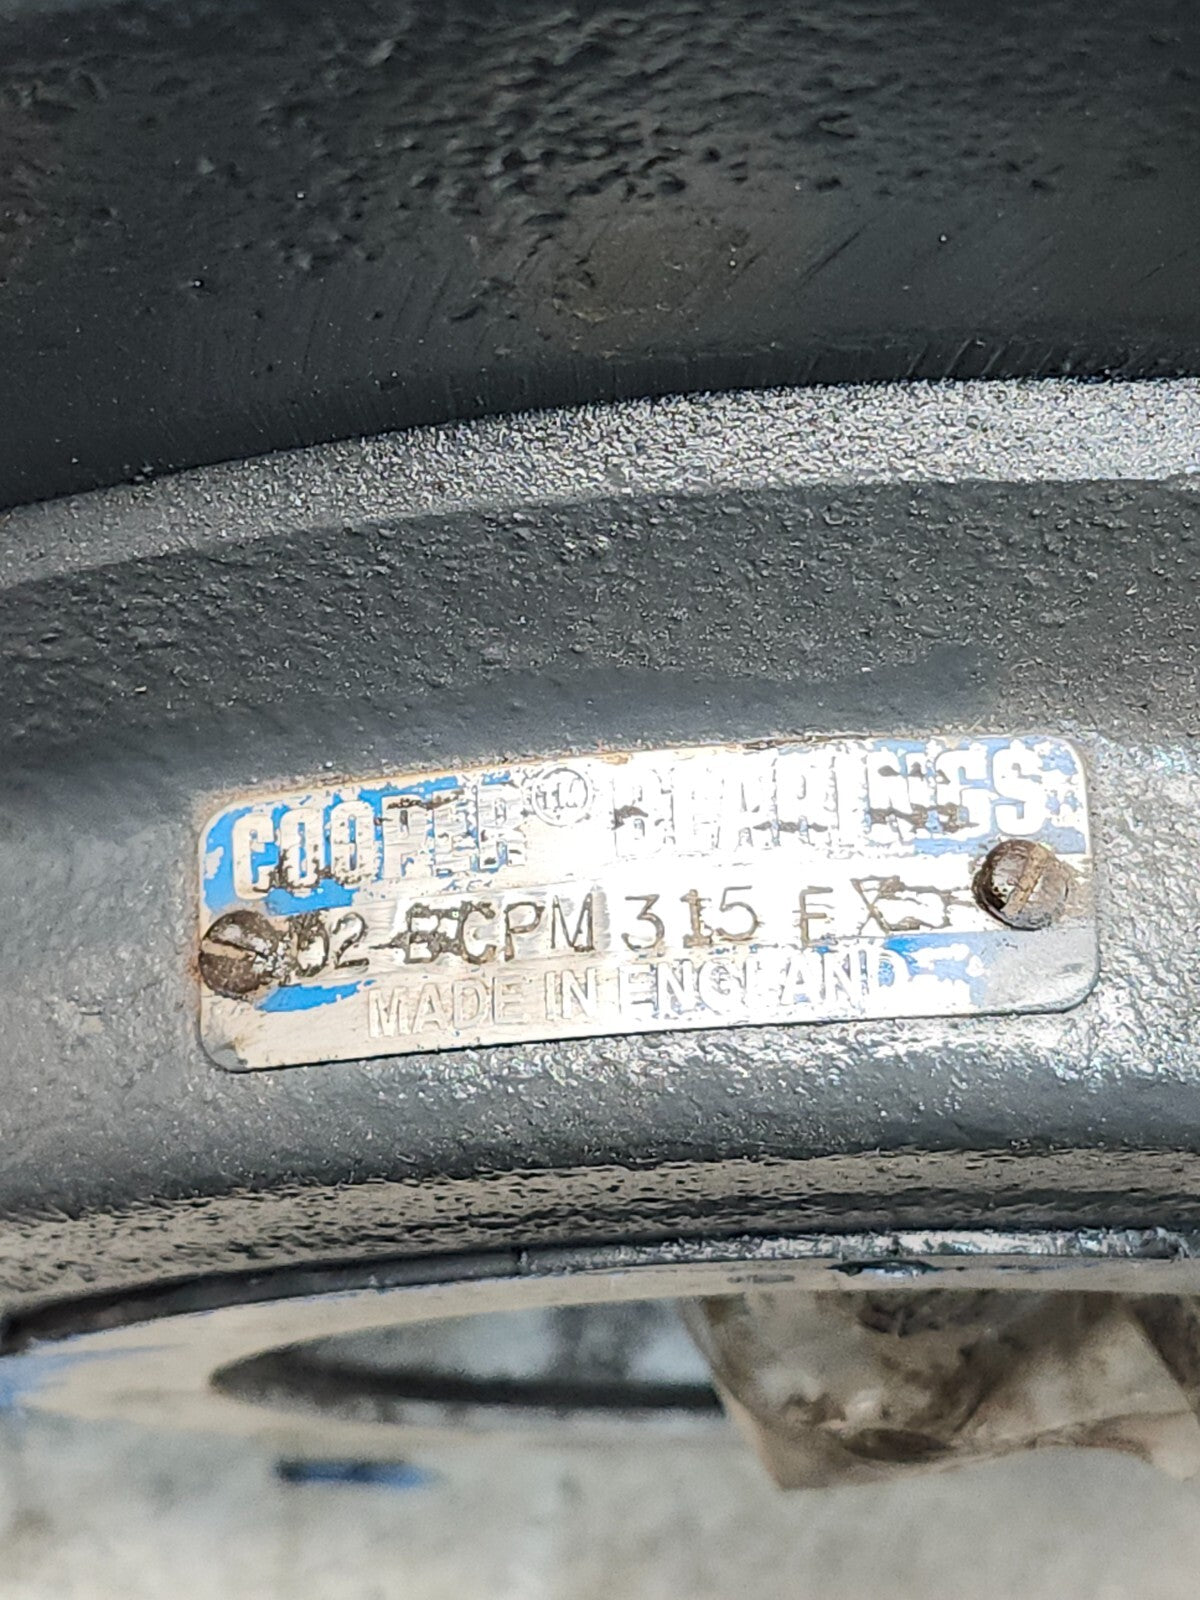 COOPER BEARINGS
02 BCPM 315 EX
MADE IN ENGLAND